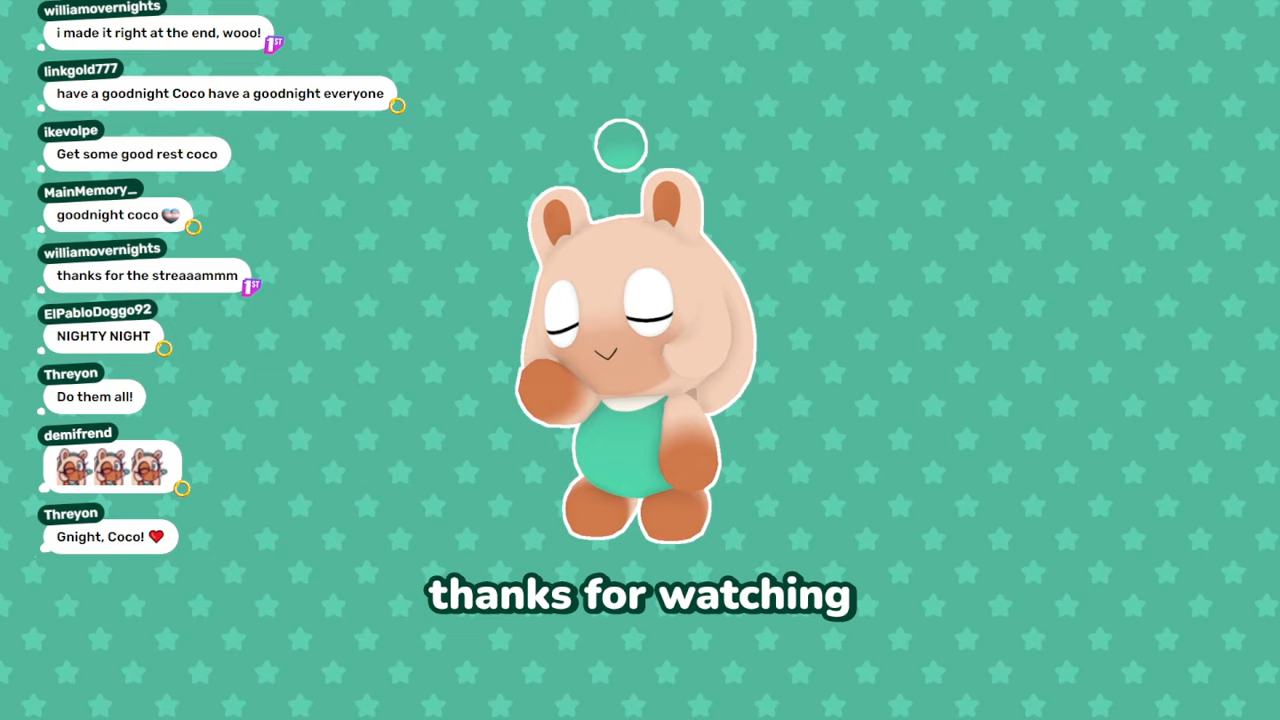 williamovernights
i made it right at the end, wooo!
1ST
linkgold777
have a goodnight Coco have a goodnight everyone
ikevolpe
Get some good rest coco
MainMemory_
goodnight coco
williamovernights
thanks for the streaaammm
1ST
ElPabloDoggo92
NIGHTY NIGHT
Threyon
Do them all!
demifrend
Threyon
Gnight, Coco! ❤️
thanks for watching